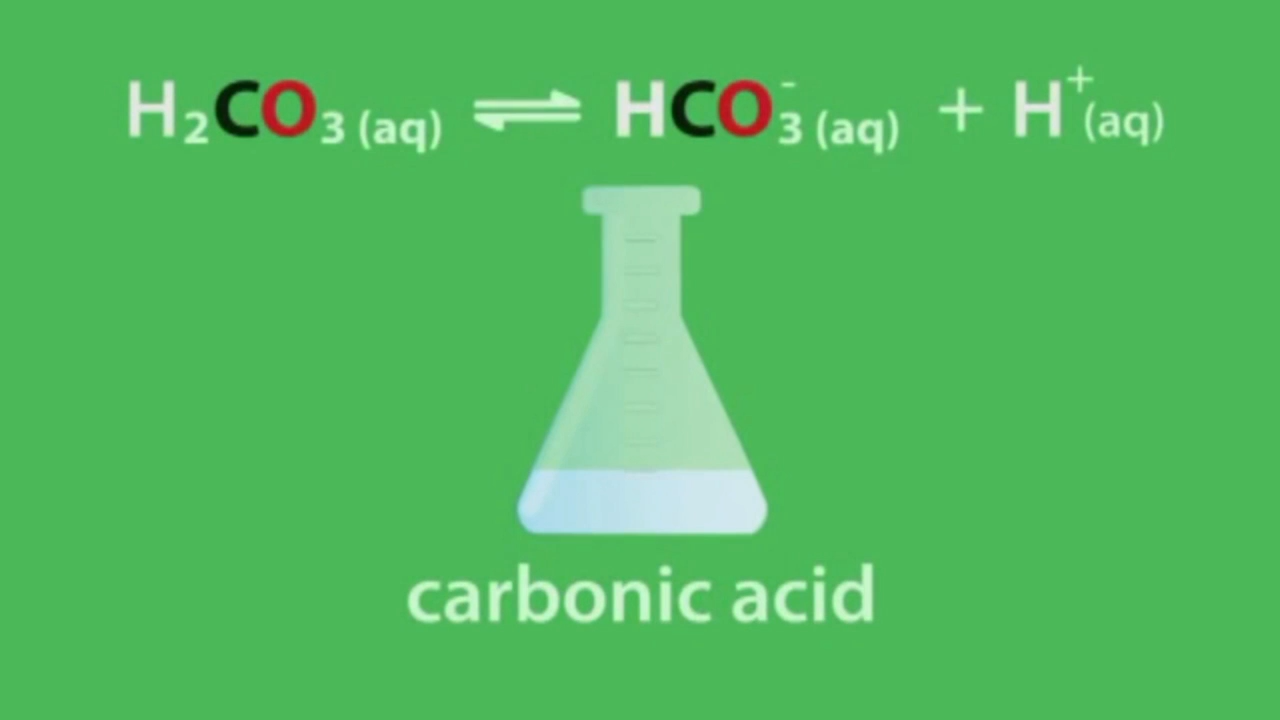 H₂CO₃ (aq) ⇌ HCO₃⁻ (aq) + H⁺(aq)
carbonic acid